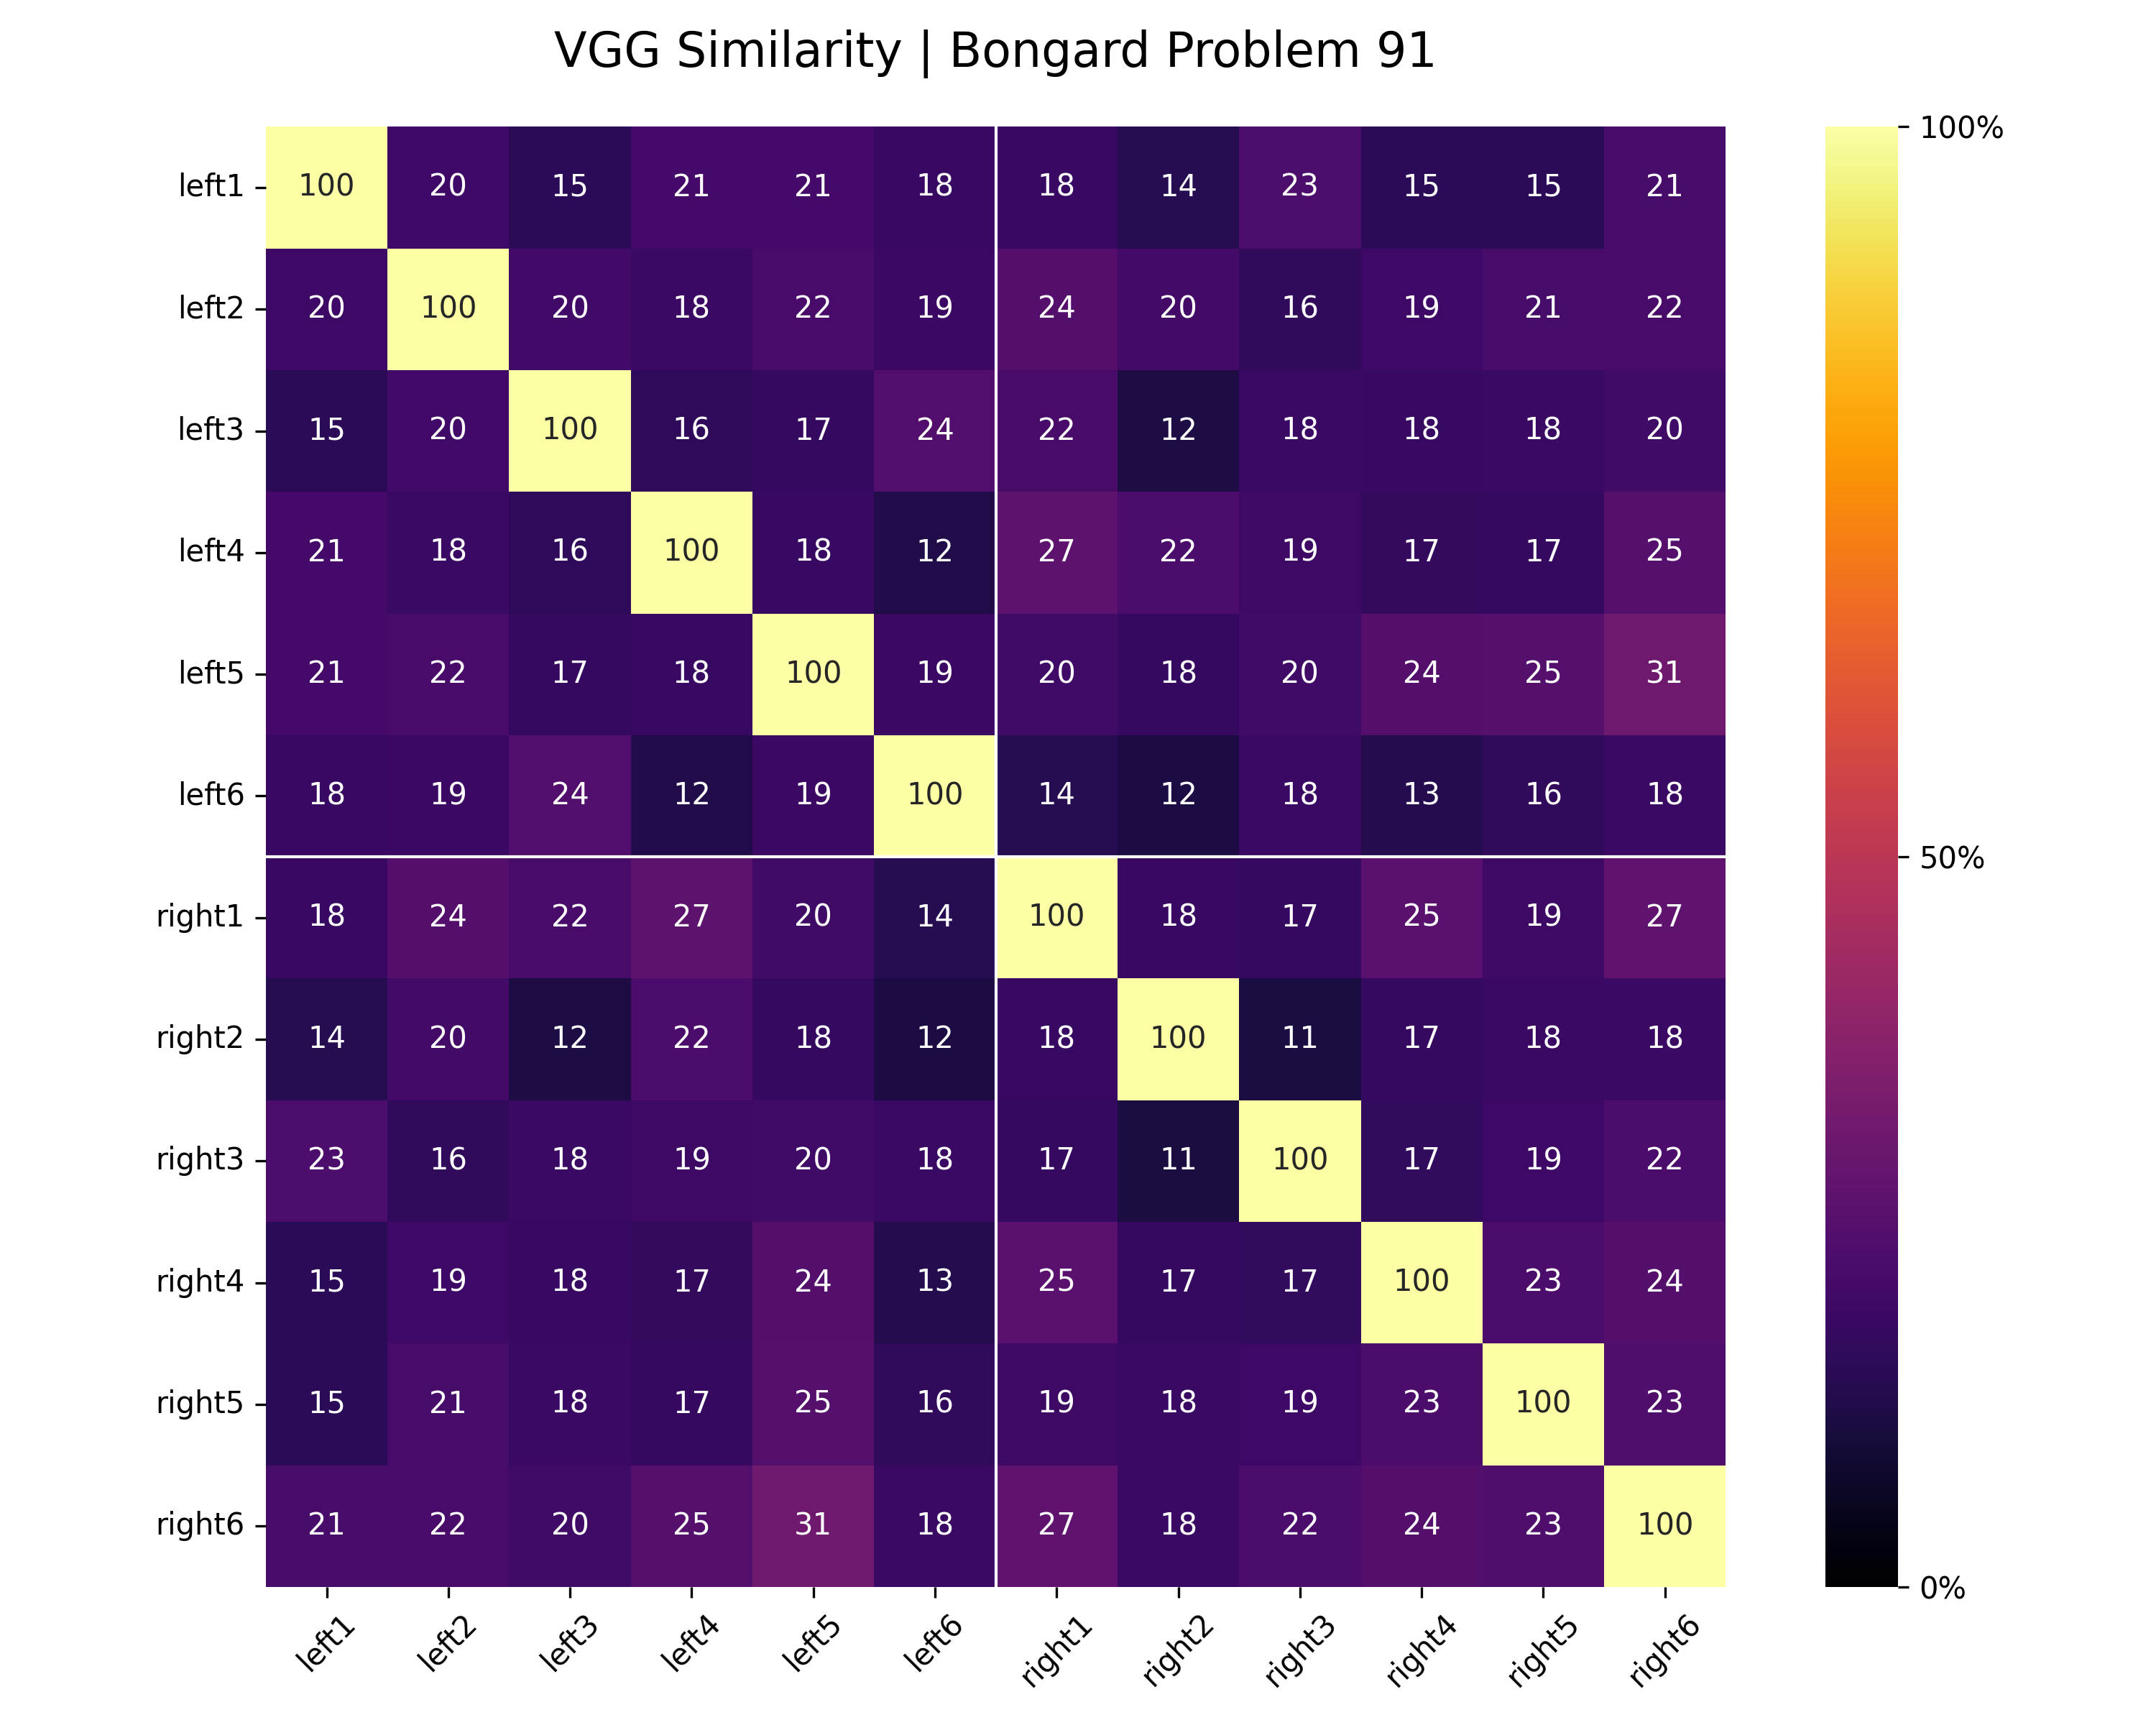 VGG Similarity | Bongard Problem 91
left1 100 20 15 21 21 18 18 14 23 15 15 21
left2 20 100 20 18 22 19 24 20 16 19 21 22
left3 15 20 100 16 17 24 22 12 18 18 18 20
left4 21 18 16 100 18 12 27 22 19 17 17 25
left5 21 22 17 18 100 19 20 18 20 24 25 31
left6 18 19 24 12 19 100 14 12 18 13 16 18
right1 18 24 22 27 20 14 100 18 17 25 19 27
right2 14 20 12 22 18 12 18 100 11 17 18 18
right3 23 16 18 19 20 18 17 11 100 17 19 22
right4 15 19 18 17 24 13 25 17 17 100 23 24
right5 15 21 18 17 25 16 19 18 19 23 100 23
right6 21 22 20 25 31 18 27 18 22 24 23 100
left1 left2 left3 left4 left5 left6 right1 right2 right3 right4 right5 right6
100%
50%
0%